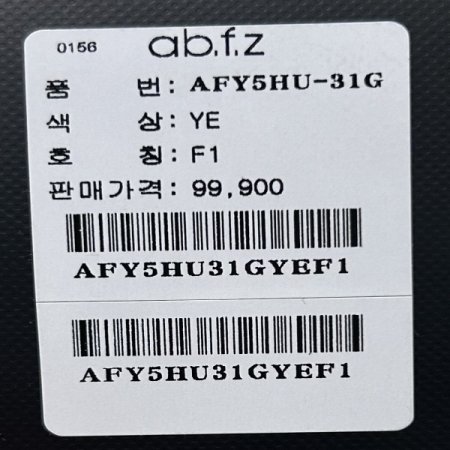 0156 ab.f.z
품 번: AFY5HU-31G
색 상: YE
호 칭: F1
판매가격: 99,900
AFY5HU31GYEF1
AFY5HU31GYEF1